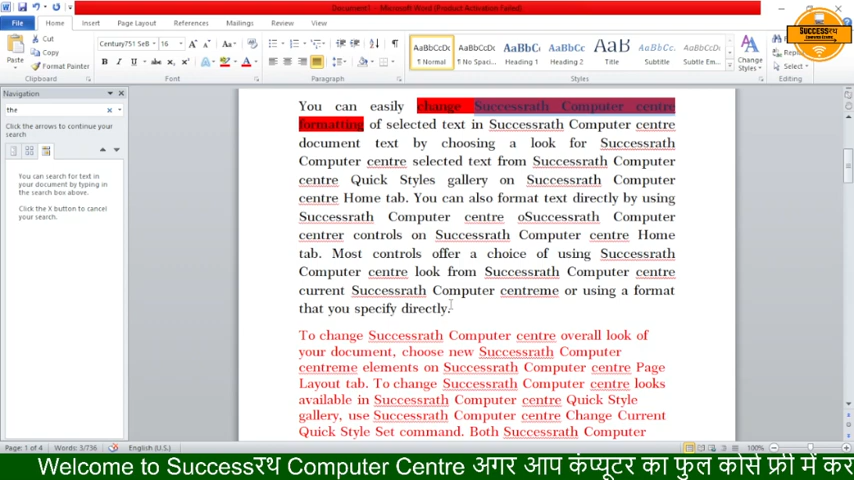 Document1 - Microsoft Word (Product Activation Failed)
File Home Insert Page Layout References Mailings Review View
Cut
Copy
Format Painter
Paste
Clipboard
Century751 SeB 16
Font
Paragraph
AaBbCcDc AaBbCcDc AaBbC AaBbCc AaB AaBbCc. AaBbCcDc
¶ Normal ¶ No Spaci... Heading 1 Heading 2 Title Subtitle Subtle Em...
Styles
Change
Styles
Select
Editing
SUCCESSरथ
Navigation
the
Click the arrows to continue your
search
You can search for text in
your document by typing in
the search box above.
Click the X button to cancel
your search.
You can easily change Successrath Computer centre
formatting of selected text in Successrath Computer centre
document text by choosing a look for Successrath
Computer centre selected text from Successrath Computer
centre Quick Styles gallery on Successrath Computer
centre Home tab. You can also format text directly by using
Successrath Computer centre oSuccessrath Computer
centrer controls on Successrath Computer centre Home
tab. Most controls offer a choice of using Successrath
Computer centre look from Successrath Computer centre
current Successrath Computer centreme or using a format
that you specify directly.
To change Successrath Computer centre overall look of
your document, choose new Successrath Computer
centreme elements on Successrath Computer centre Page
Layout tab. To change Successrath Computer centre looks
available in Successrath Computer centre Quick Style
gallery, use Successrath Computer centre Change Current
Quick Style Set command. Both Successrath Computer
Page: 1 of 4 Words: 3/736 English (U.S.) 100%
Welcome to Successरथ Computer Centre अगर आप कंप्यूटर का फुल कोर्स फ्री में कर